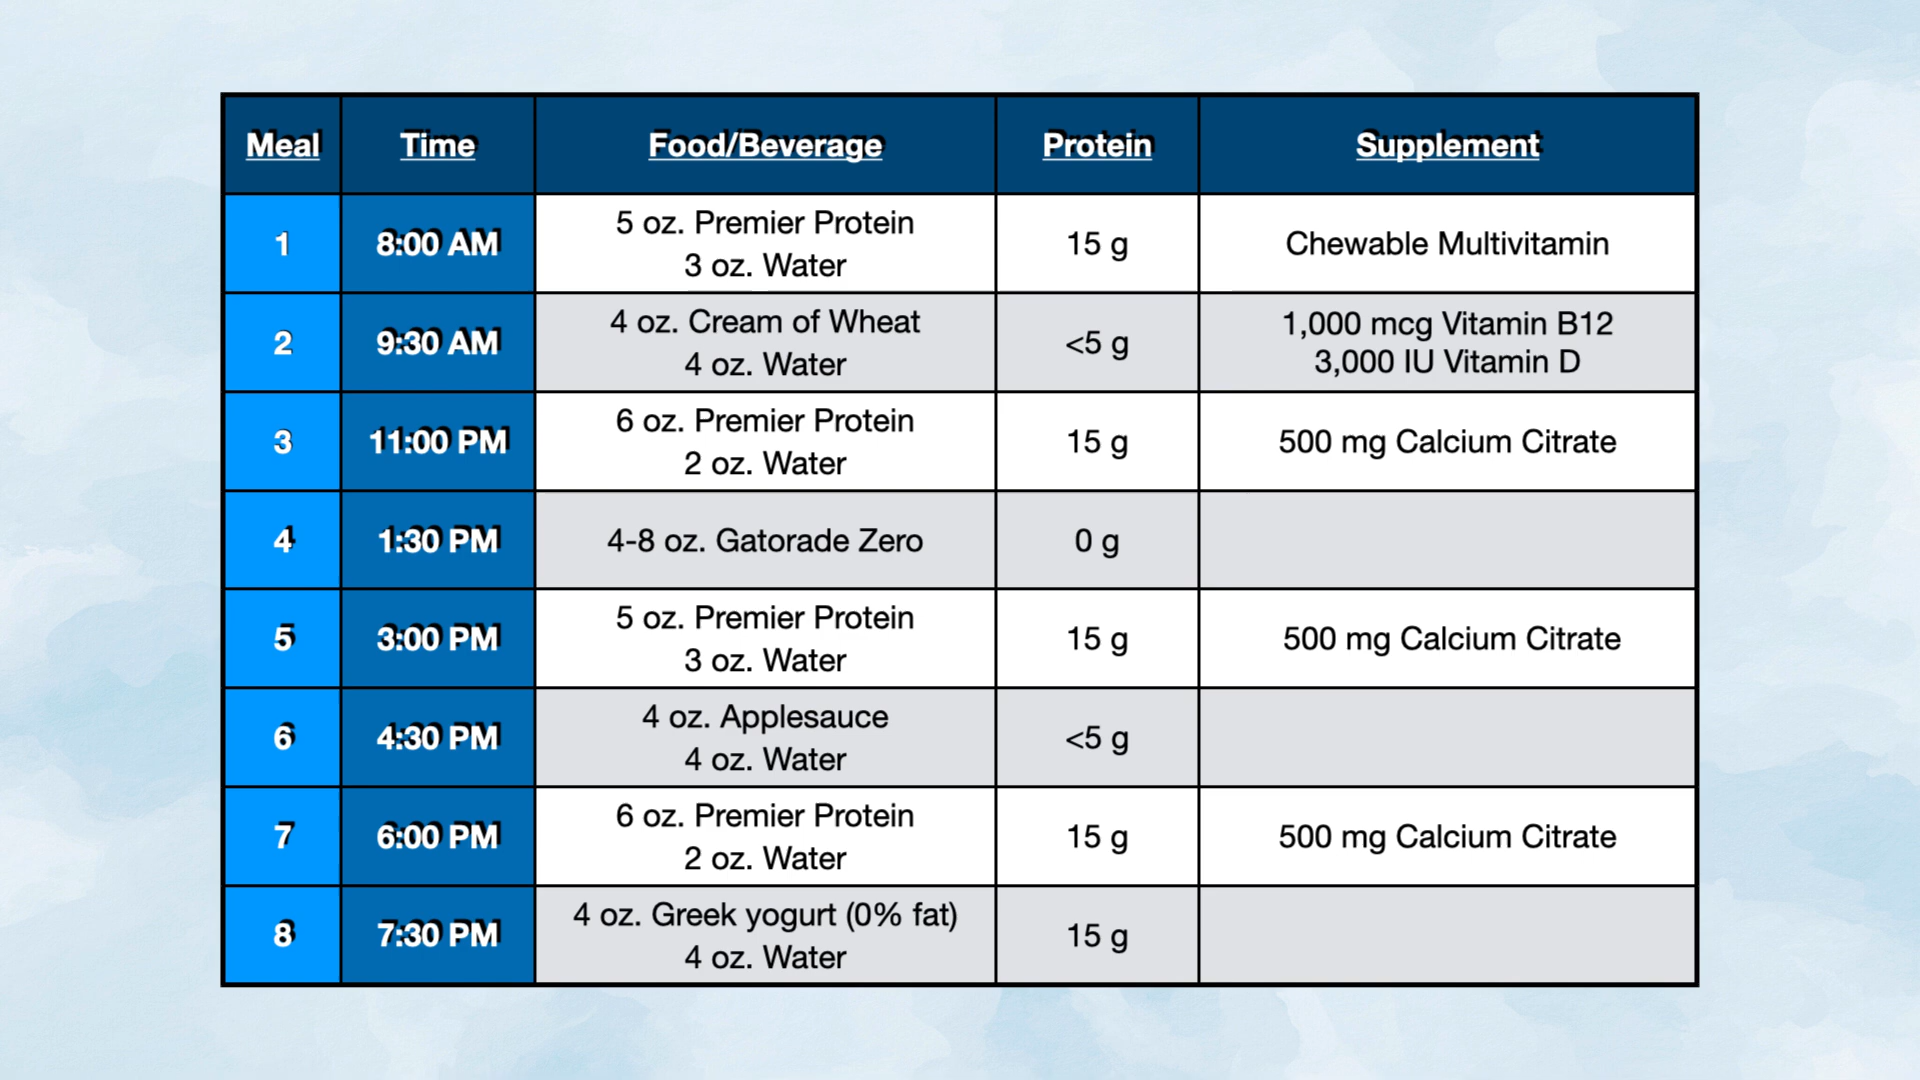 Meal Time Food/Beverage Protein Supplement
1 8:00 AM 5 oz. Premier Protein 15 g Chewable Multivitamin
3 oz. Water
2 9:30 AM 4 oz. Cream of Wheat <5 g 1,000 mcg Vitamin B12
4 oz. Water 3,000 IU Vitamin D
3 11:00 PM 6 oz. Premier Protein 15 g 500 mg Calcium Citrate
2 oz. Water
4 1:30 PM 4-8 oz. Gatorade Zero 0 g
5 3:00 PM 5 oz. Premier Protein 15 g 500 mg Calcium Citrate
3 oz. Water
6 4:30 PM 4 oz. Applesauce <5 g
4 oz. Water
7 6:00 PM 6 oz. Premier Protein 15 g 500 mg Calcium Citrate
2 oz. Water
8 7:30 PM 4 oz. Greek yogurt (0% fat) 15 g
4 oz. Water